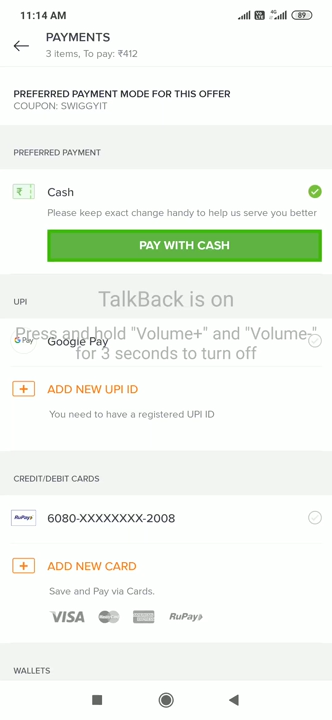 11:14 AM
4G
89
PAYMENTS
3 items, To pay: ₹412
PREFERRED PAYMENT MODE FOR THIS OFFER
COUPON: SWIGGYIT
PREFERRED PAYMENT
₹
Cash
Please keep exact change handy to help us serve you better
PAY WITH CASH
UPI
TalkBack is on
Press and hold "Volume+" and "Volume-"
for 3 seconds to turn off
G Pay
Google Pay
ADD NEW UPI ID
You need to have a registered UPI ID
CREDIT/DEBIT CARDS
RuPay
6080-XXXXXXXX-2008
ADD NEW CARD
Save and Pay via Cards.
VISA
MasterCard
RuPay
WALLETS